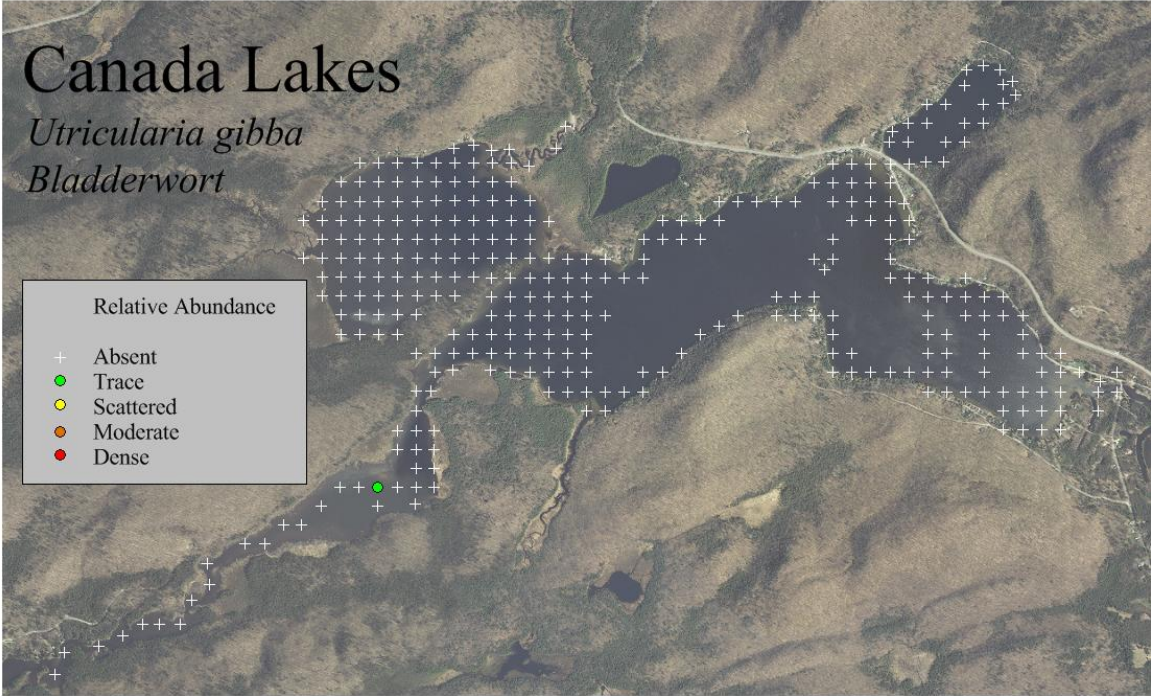 Canada Lakes
Utricularia gibba
Bladderwort
Relative Abundance
Absent
Trace
Scattered
Moderate
Dense